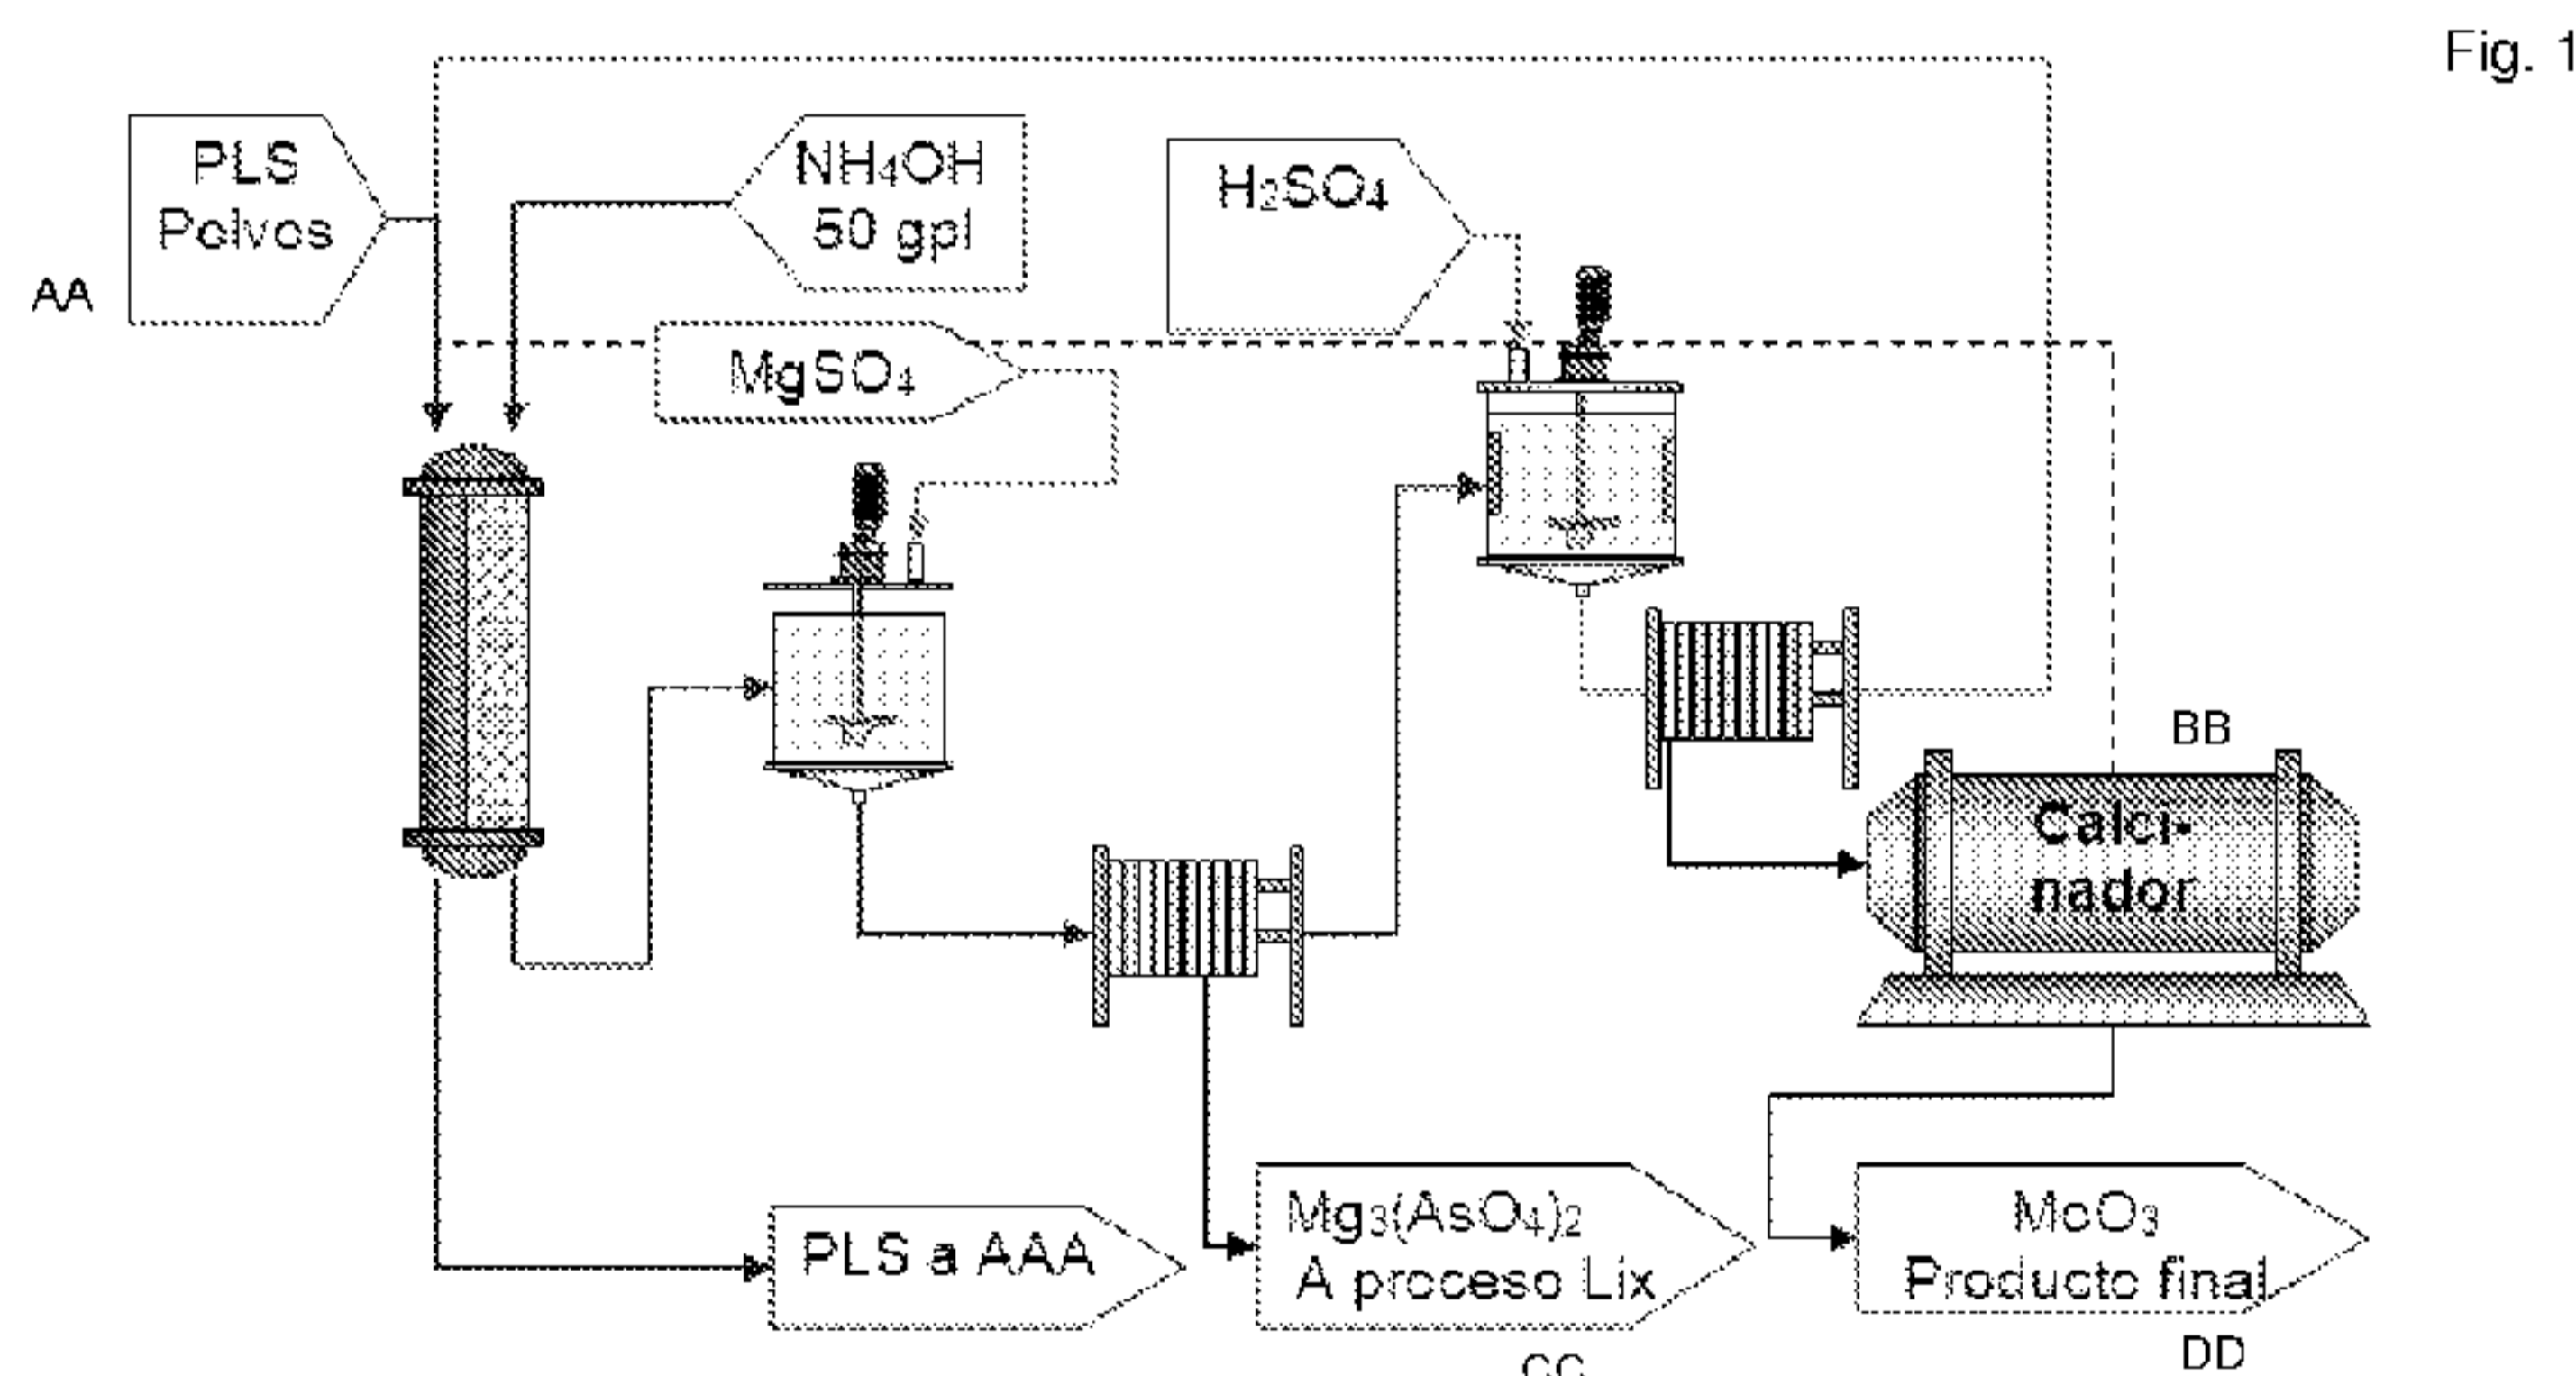 Fig. 1
PLS
Polvos
NH4OH
50 gpl
H2SO4
AA
MgSO4
BB
Calci-
nador
PLS a AAA
Mg3(AsO4)2
A proceso Lix
MoO3
Producto final
CC
DD